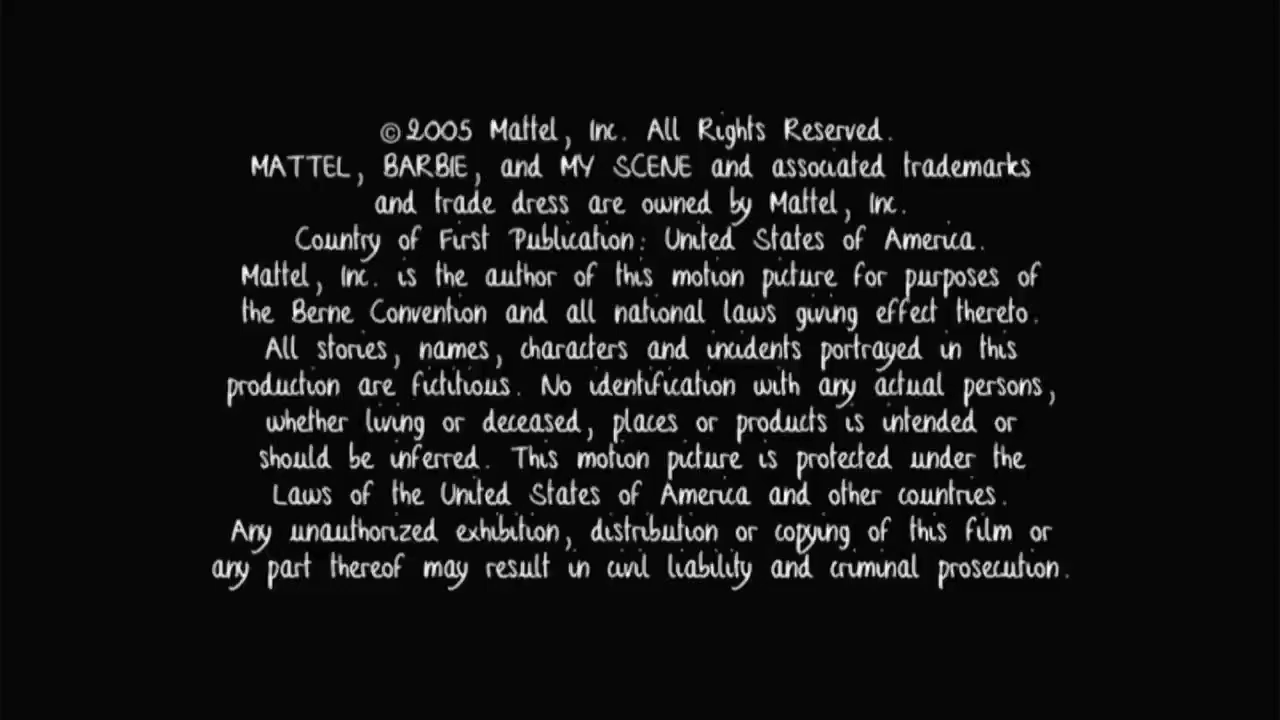 ©2005 Mattel, Inc. All Rights Reserved.
MATTEL, BARBIE, and MY SCENE and associated trademarks
and trade dress are owned by Mattel, Inc.
Country of First Publication: United States of America.
Mattel, Inc. is the author of this motion picture for purposes of
the Berne Convention and all national laws giving effect thereto.
All stories, names, characters and incidents portrayed in this
production are fictitious. No identification with any actual persons,
whether living or deceased, places or products is intended or
should be inferred. This motion picture is protected under the
Laws of the United States of America and other countries.
Any unauthorized exhibition, distribution or copying of this film or
any part thereof may result in civil liability and criminal prosecution.